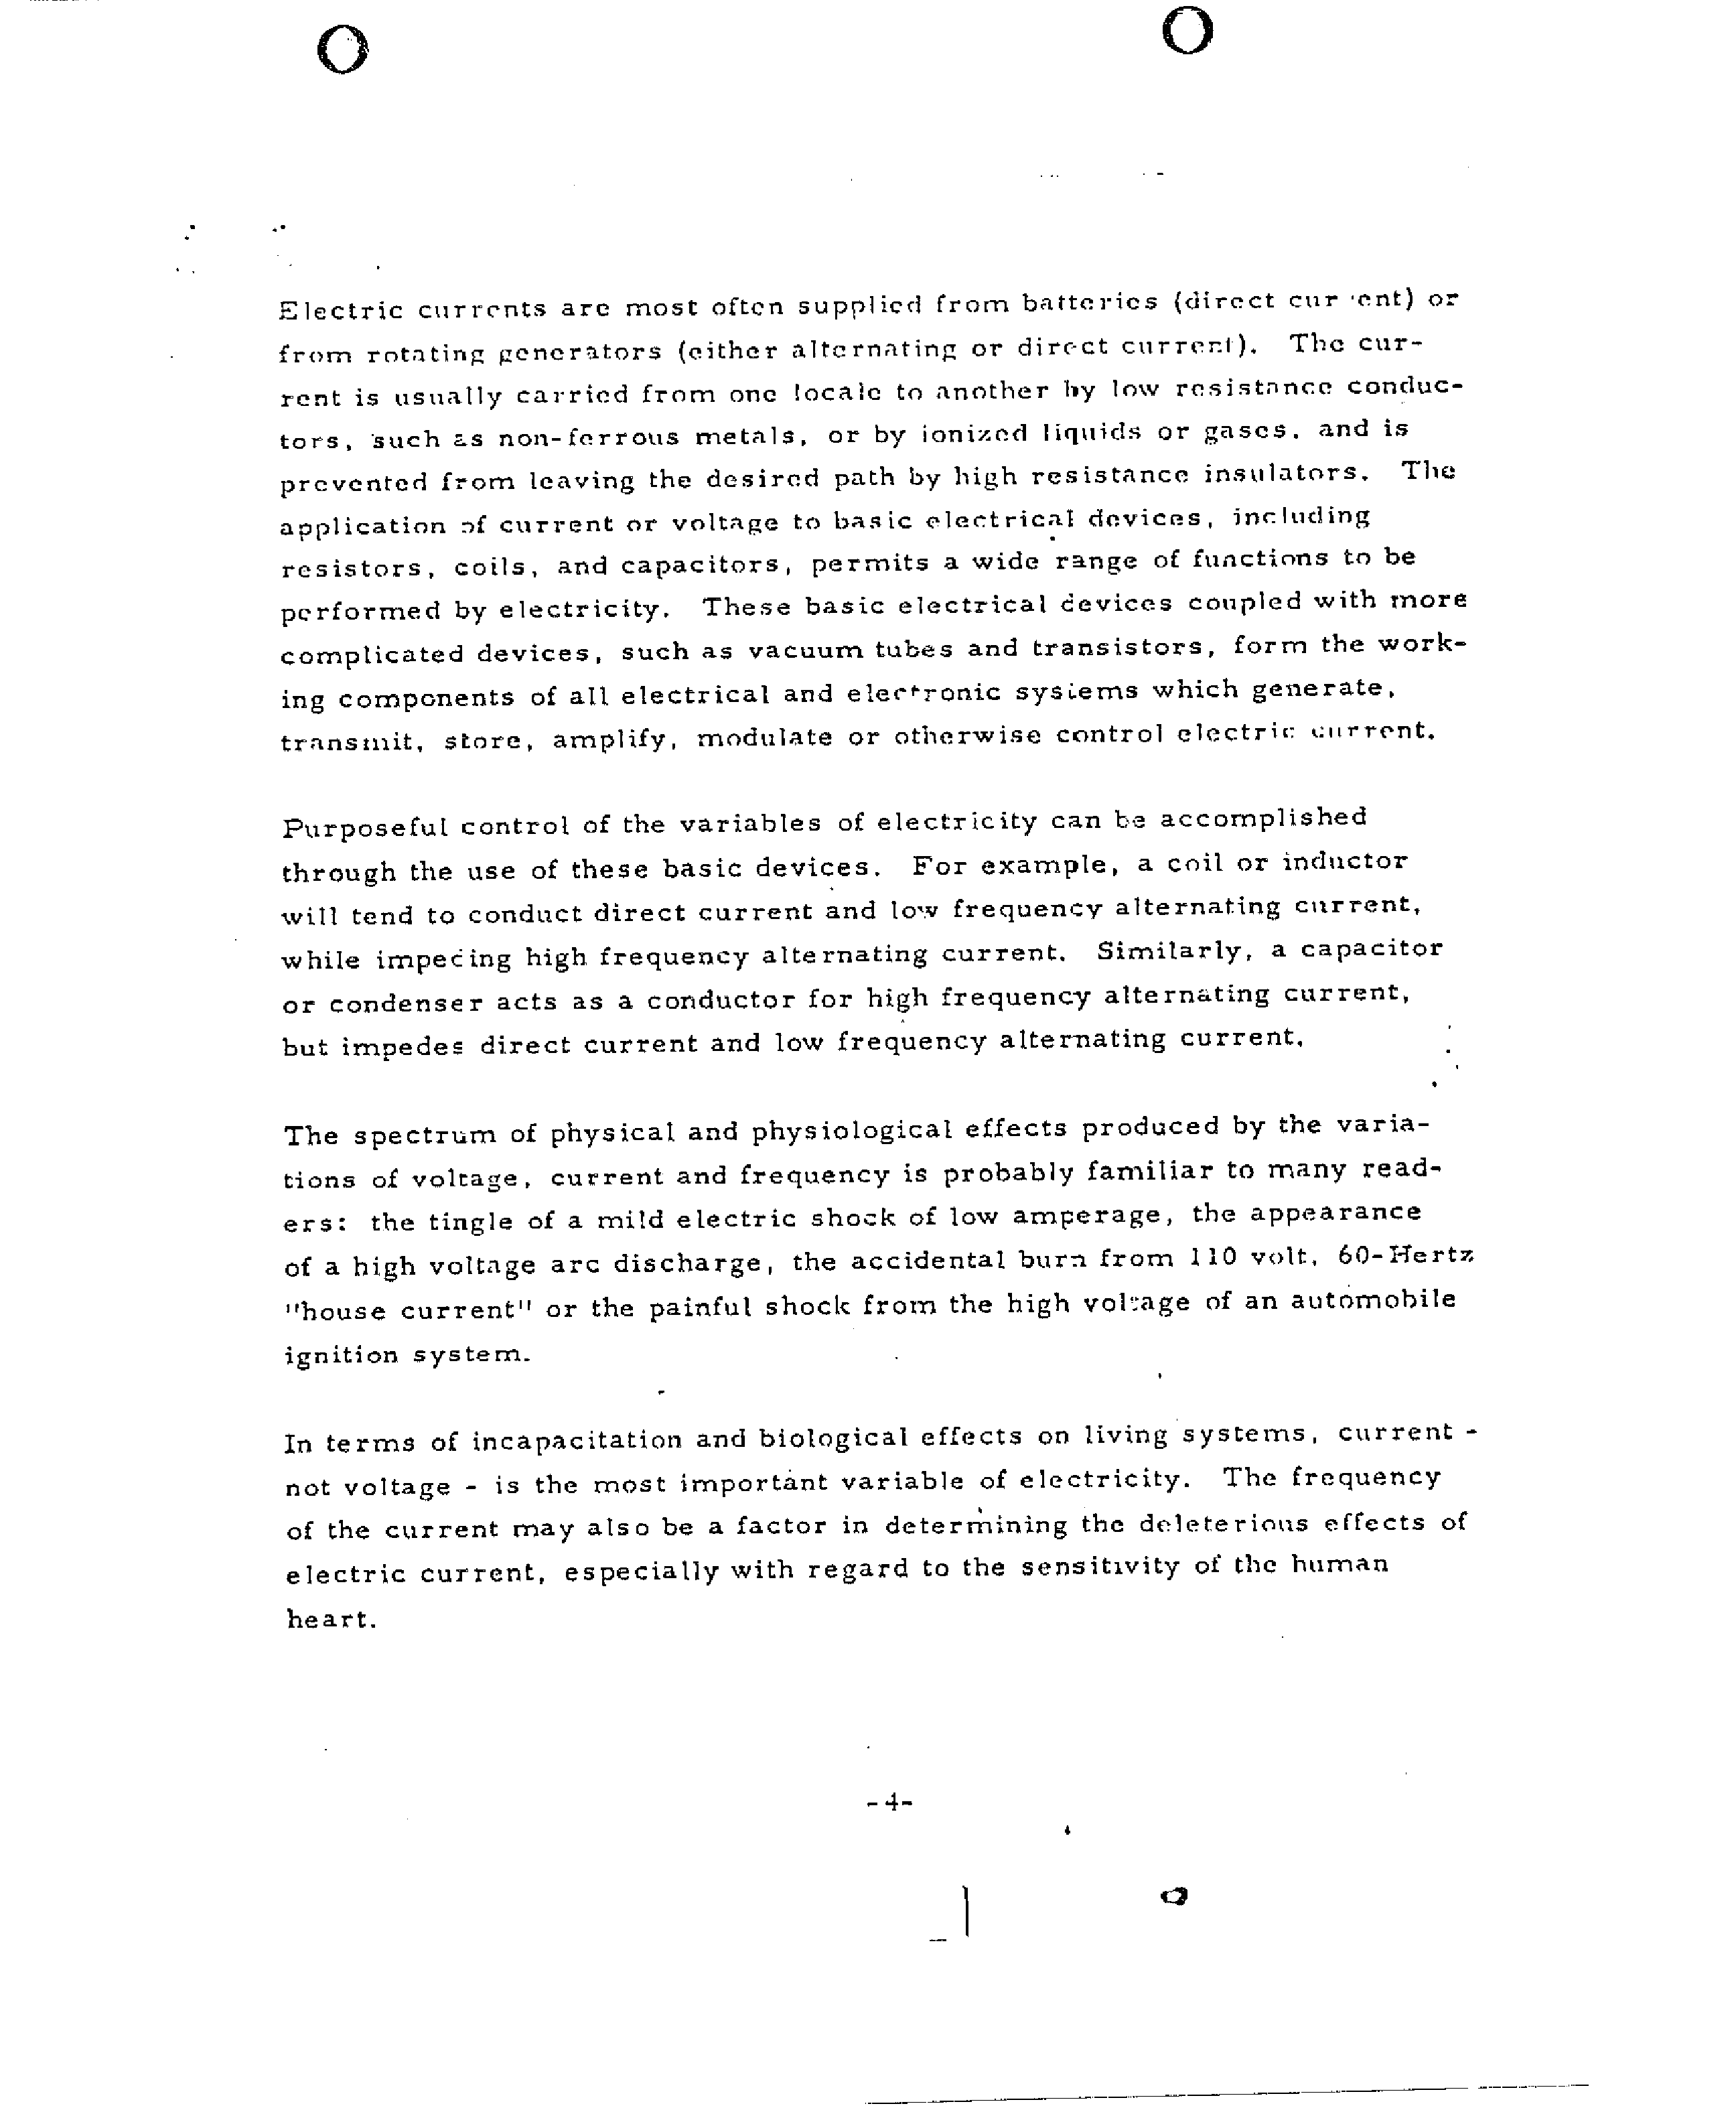 Electric currents are most often supplied from batteries (direct current) or
from rotating generators (either alternating or direct current). The cur-
rent is usually carried from one locale to another by low resistance conduc-
tors, such as non-ferrous metals, or by ionized liquids or gases, and is
prevented from leaving the desired path by high resistance insulators. The
application of current or voltage to basic electrical devices, including
resistors, coils, and capacitors, permits a wide range of functions to be
performed by electricity. These basic electrical devices coupled with more
complicated devices, such as vacuum tubes and transistors, form the work-
ing components of all electrical and electronic systems which generate,
transmit, store, amplify, modulate or otherwise control electric current.
Purposeful control of the variables of electricity can be accomplished
through the use of these basic devices. For example, a coil or inductor
will tend to conduct direct current and low frequency alternating current,
while impeding high frequency alternating current. Similarly, a capacitor
or condenser acts as a conductor for high frequency alternating current,
but impedes direct current and low frequency alternating current.
The spectrum of physical and physiological effects produced by the varia-
tions of voltage, current and frequency is probably familiar to many read-
ers: the tingle of a mild electric shock of low amperage, the appearance
of a high voltage arc discharge, the accidental burn from 110 volt, 60-Hertz
"house current" or the painful shock from the high voltage of an automobile
ignition system.
In terms of incapacitation and biological effects on living systems, current -
not voltage - is the most important variable of electricity. The frequency
of the current may also be a factor in determining the deleterious effects of
electric current, especially with regard to the sensitivity of the human
heart.
-4-